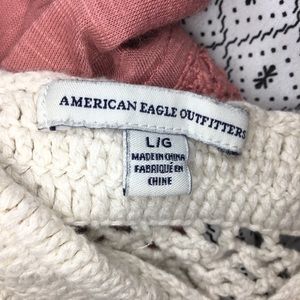 AMERICAN EAGLE OUTFITTERS
L/G
MADE IN CHINA
FABRIQUÉ EN
CHINE